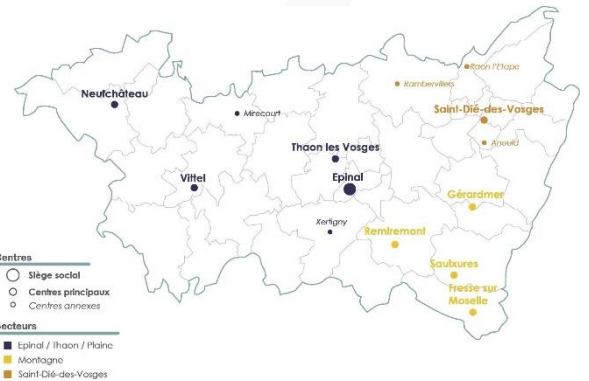 Raon l'Etape
Rambervillers
Neufchâteau
Saint-Dié-des-Vosges
Mirecourt
Anould
Thaon les Vosges
Vittel
Epinal
Gérardmer
Xertigny
Remiremont
Saulxures
Fresse sur
Moselle
Centres
Siège social
Centres principaux
Centres annexes
Secteurs
Epinal / Thaon / Plaine
Montagne
Saint-Dié-des-Vosges